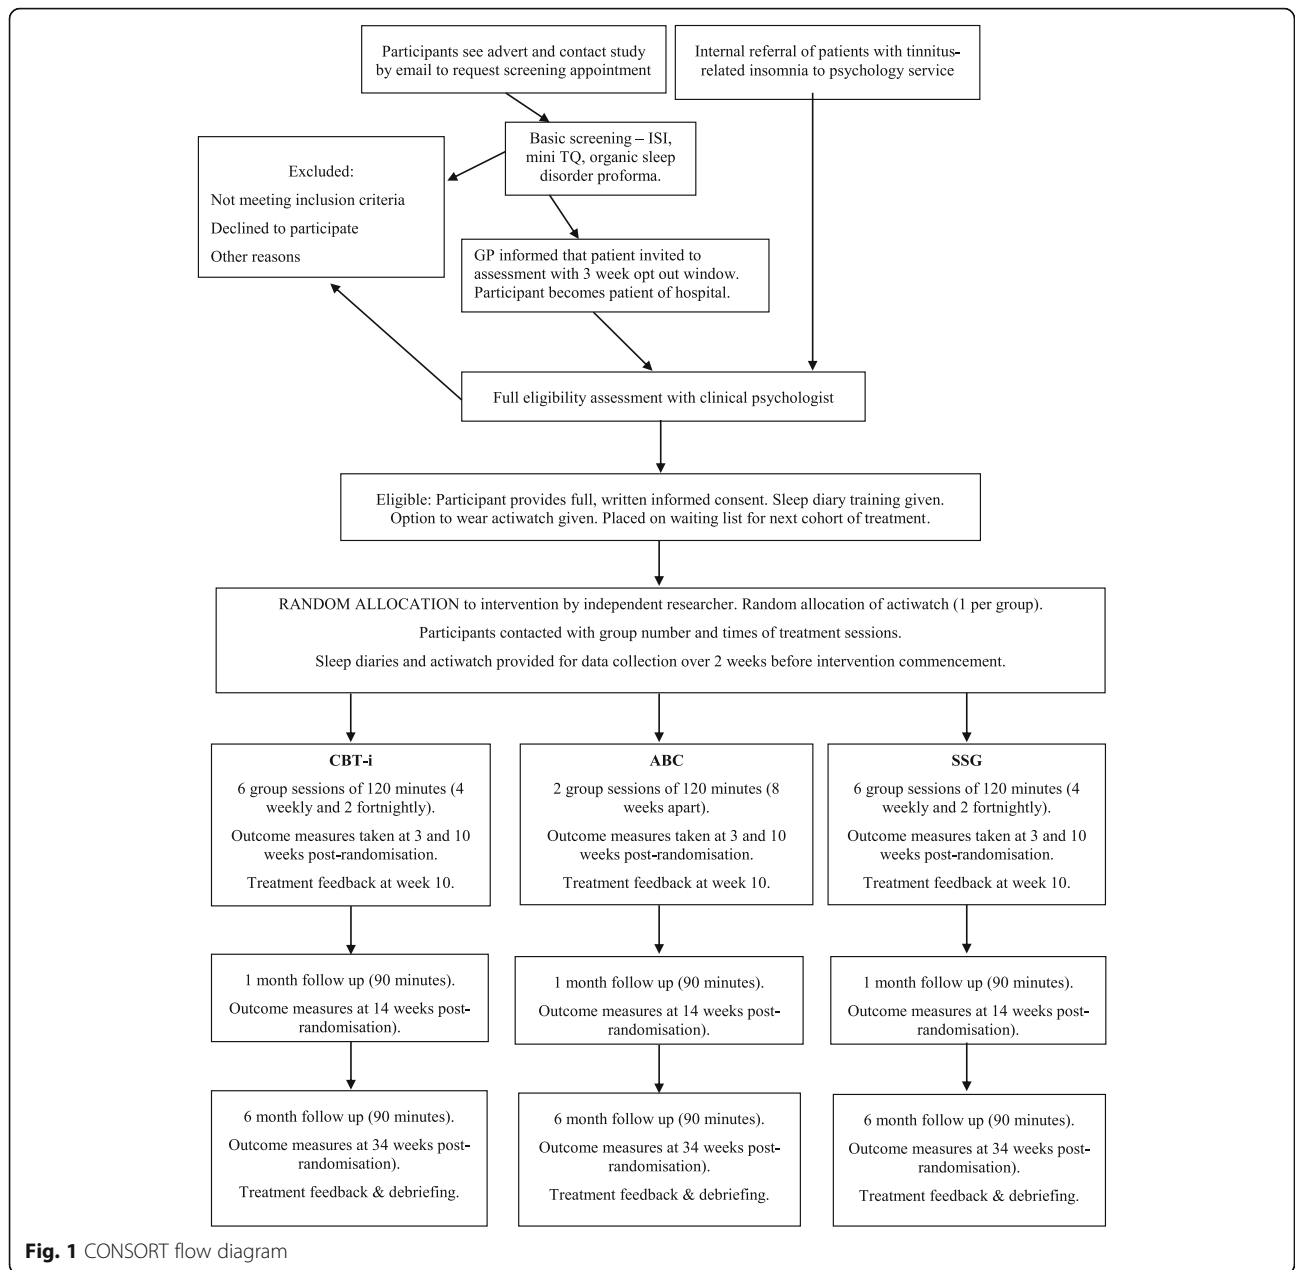 Participants see advert and contact study
by email to request screening appointment
Internal referral of patients with tinnitus-
related insomnia to psychology service
Basic screening – ISI,
mini TQ, organic sleep
disorder proforma.
Excluded:
Not meeting inclusion criteria
Declined to participate
Other reasons
GP informed that patient invited to
assessment with 3 week opt out window.
Participant becomes patient of hospital.
Full eligibility assessment with clinical psychologist
Eligible: Participant provides full, written informed consent. Sleep diary training given.
Option to wear actiwatch given. Placed on waiting list for next cohort of treatment.
RANDOM ALLOCATION to intervention by independent researcher. Random allocation of actiwatch (1 per group).
Participants contacted with group number and times of treatment sessions.
Sleep diaries and actiwatch provided for data collection over 2 weeks before intervention commencement.
CBT-i
6 group sessions of 120 minutes (4
weekly and 2 fortnightly).
Outcome measures taken at 3 and 10
weeks post-randomisation.
Treatment feedback at week 10.
ABC
2 group sessions of 120 minutes (8
weeks apart).
Outcome measures taken at 3 and 10
weeks post-randomisation.
Treatment feedback at week 10.
SSG
6 group sessions of 120 minutes (4
weekly and 2 fortnightly).
Outcome measures taken at 3 and 10
weeks post-randomisation.
Treatment feedback at week 10.
1 month follow up (90 minutes).
Outcome measures at 14 weeks post-
randomisation).
1 month follow up (90 minutes).
Outcome measures at 14 weeks post-
randomisation).
1 month follow up (90 minutes).
Outcome measures at 14 weeks post-
randomisation).
6 month follow up (90 minutes).
Outcome measures at 34 weeks post-
randomisation).
Treatment feedback & debriefing.
6 month follow up (90 minutes).
Outcome measures at 34 weeks post-
randomisation).
Treatment feedback & debriefing.
6 month follow up (90 minutes).
Outcome measures at 34 weeks post-
randomisation).
Treatment feedback & debriefing.
Fig. 1 CONSORT flow diagram